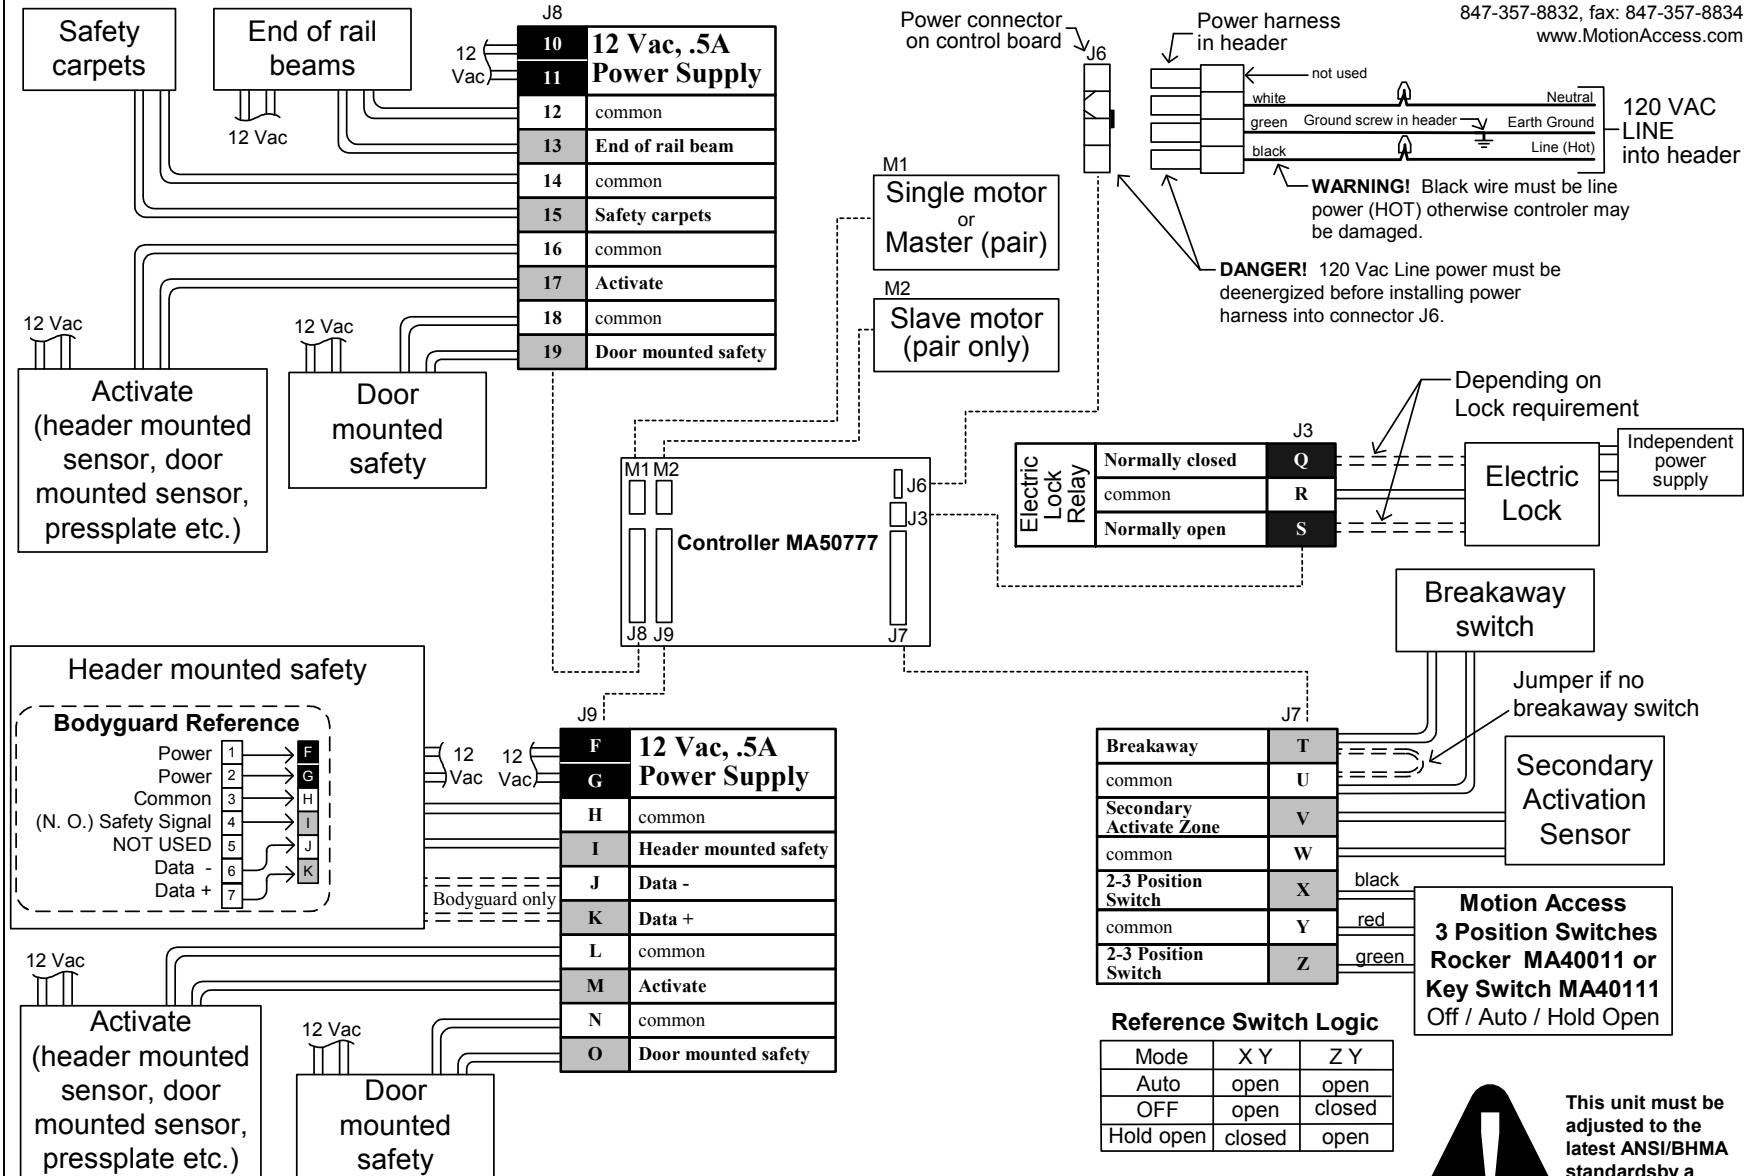 847-357-8832, fax: 847-357-8834
www.MotionAccess.com
Safety
carpets
End of rail
beams
12 Vac
12
Vac
J8
10
11
12 Vac, .5A
Power Supply
12 common
13 End of rail beam
14 common
15 Safety carpets
16 common
17 Activate
18 common
19 Door mounted safety
12 Vac
Activate
(header mounted
sensor, door
mounted sensor,
pressplate etc.)
12 Vac
Door
mounted
safety
M1
Single motor
or
Master (pair)
M2
Slave motor
(pair only)
Power connector
on control board
J6
Power harness
in header
not used
white
Neutral
green
Ground screw in header
Earth Ground
black
Line (Hot)
120 VAC
LINE
into header
WARNING! Black wire must be line
power (HOT) otherwise controler may
be damaged.
DANGER! 120 Vac Line power must be
deenergized before installing power
harness into connector J6.
Depending on
Lock requirement
J3
Electric
Lock
Relay
Normally closed Q
common R
Normally open S
Electric
Lock
Independent
power
supply
M1 M2
J6
J3
Controller MA50777
J8 J9
J7
Header mounted safety
Bodyguard Reference
Power 1 F
Power 2 G
Common 3 H
(N. O.) Safety Signal 4 I
NOT USED 5 J
Data - 6 K
Data + 7
12
Vac
12
Vac
Bodyguard only
J9
F
G
12 Vac, .5A
Power Supply
H common
I Header mounted safety
J Data -
K Data +
L common
M Activate
N common
O Door mounted safety
12 Vac
Activate
(header mounted
sensor, door
mounted sensor,
pressplate etc.)
12 Vac
Door
mounted
safety
Breakaway
switch
Jumper if no
breakaway switch
J7
Breakaway T
common U
Secondary
Activate Zone V
common W
2-3 Position
Switch X
common Y
2-3 Position
Switch Z
Secondary
Activation
Sensor
black
red
green
Motion Access
3 Position Switches
Rocker MA40011 or
Key Switch MA40111
Off / Auto / Hold Open
Reference Switch Logic
Mode X Y Z Y
Auto open open
OFF open closed
Hold open closed open
This unit must be
adjusted to the
latest ANSI/BHMA
standardsby a